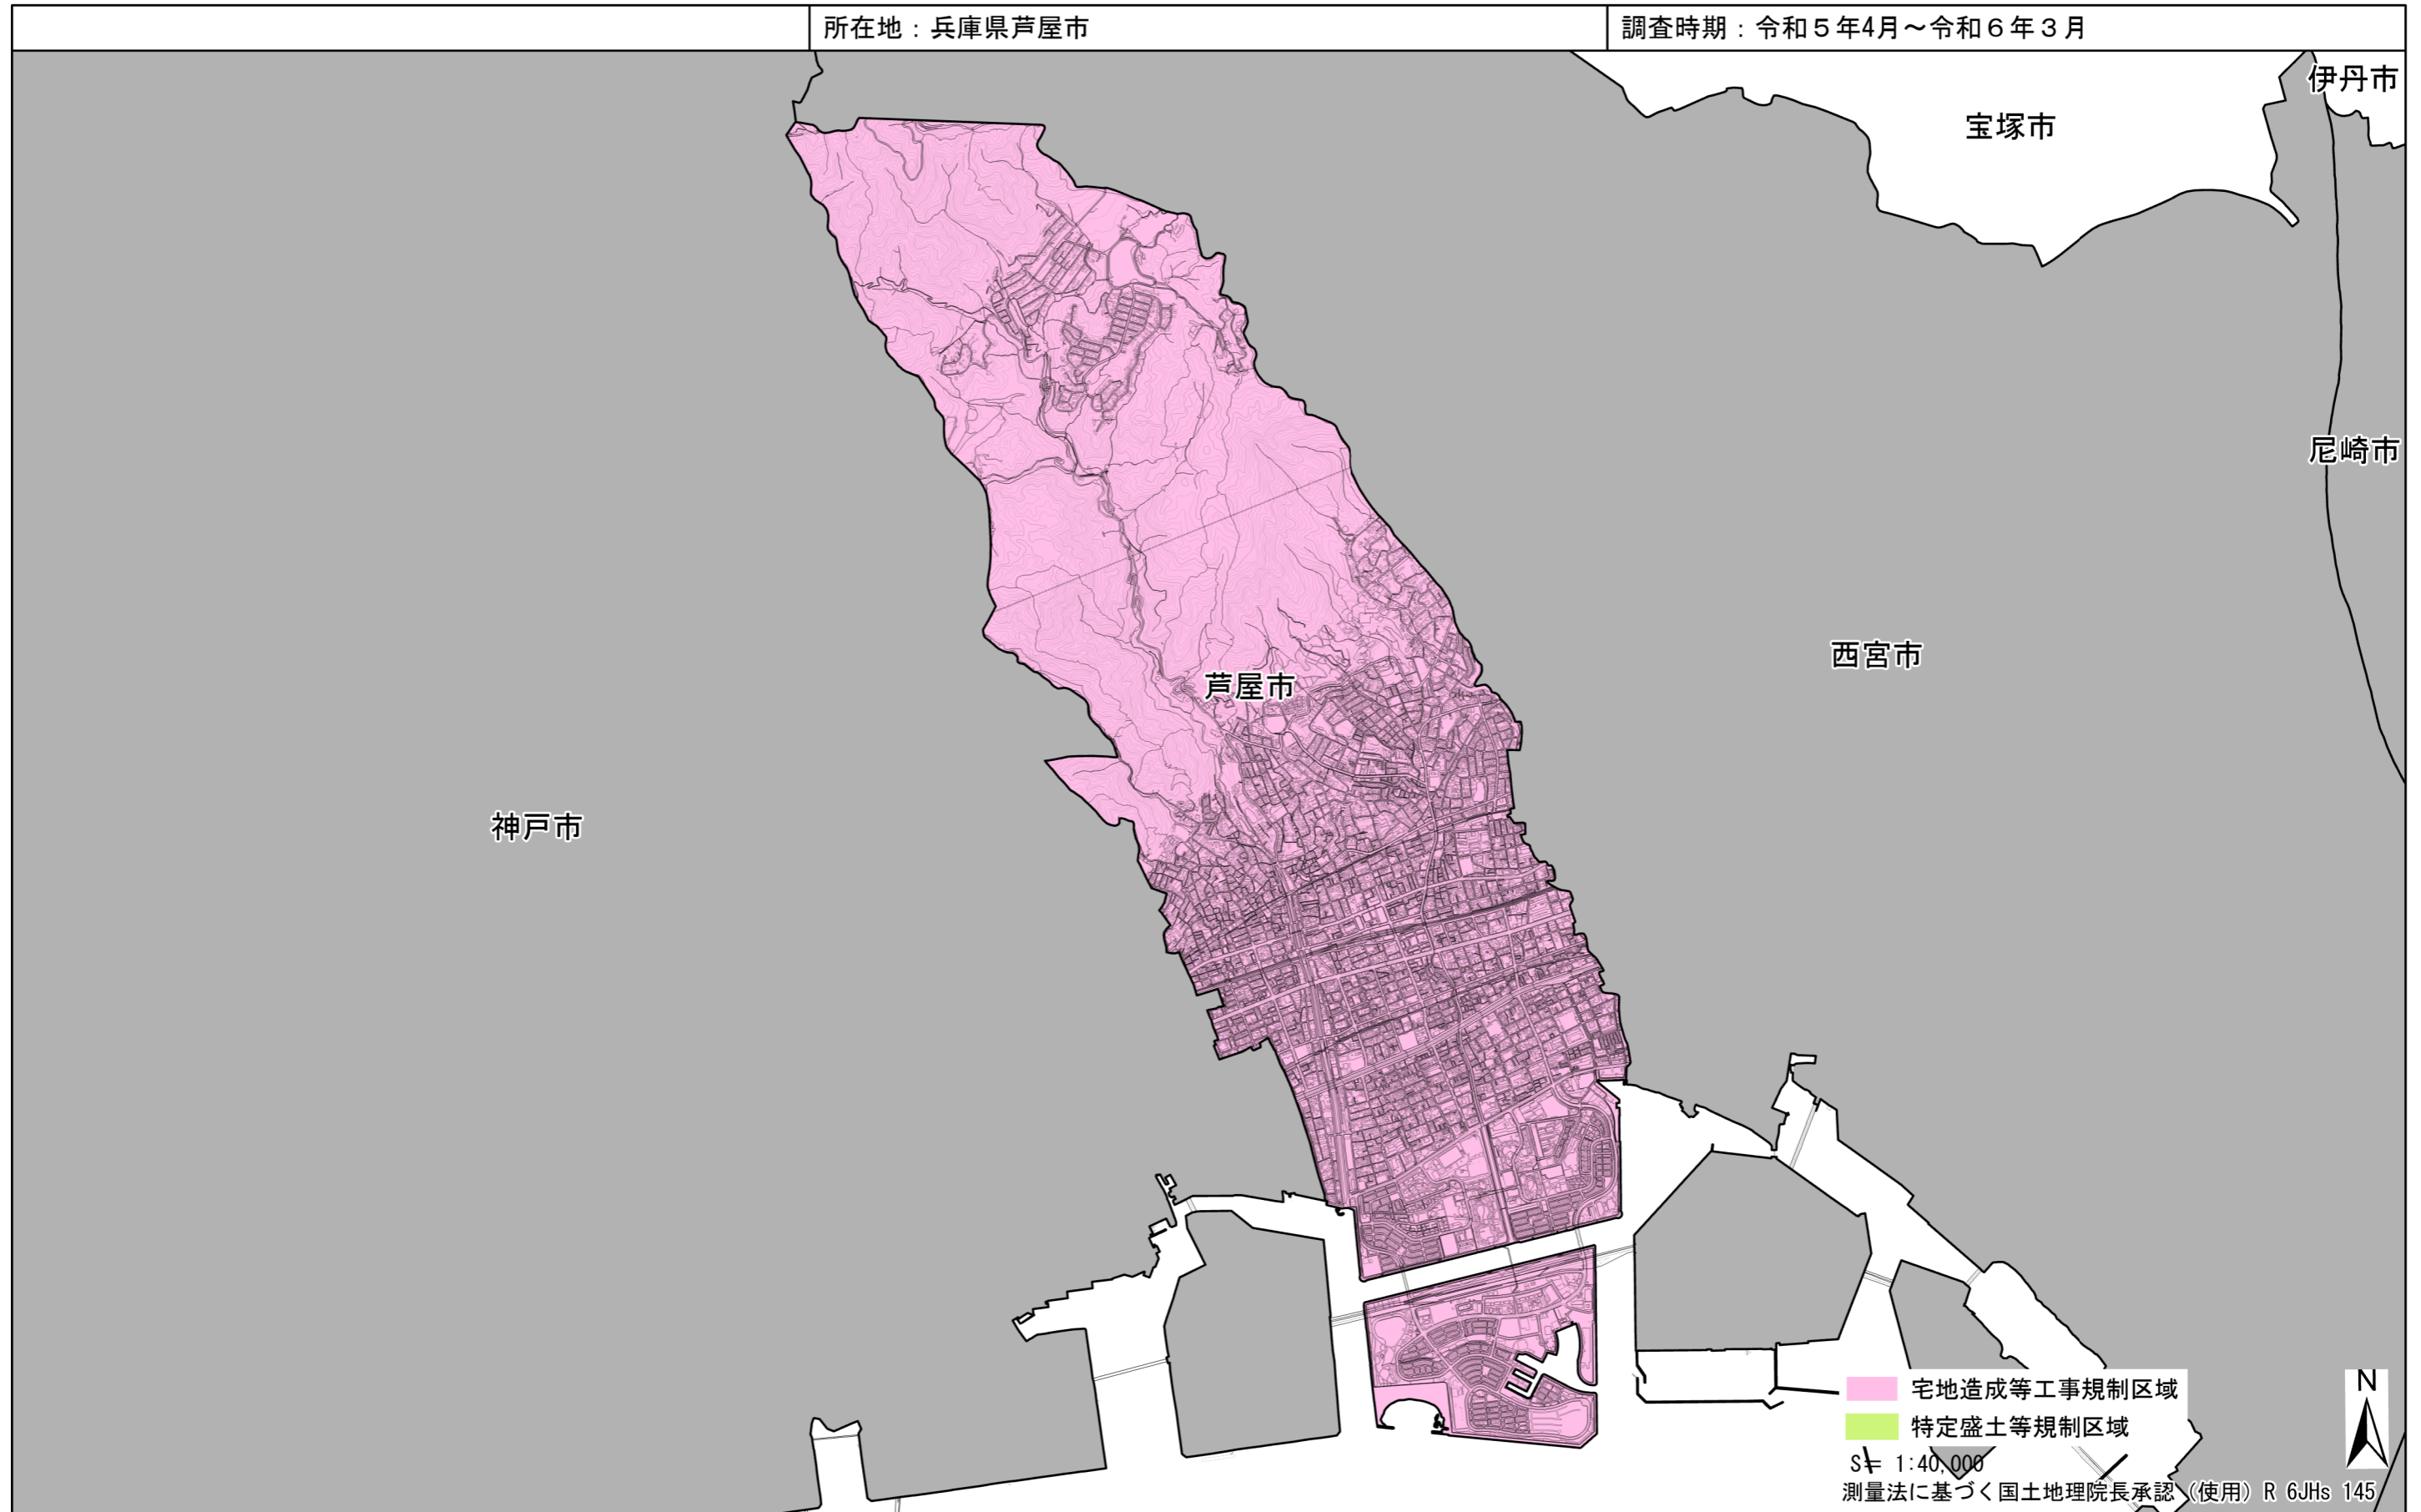 所在地：兵庫県芦屋市
調査時期：令和５年4月～令和６年３月
伊丹市
宝塚市
尼崎市
西宮市
芦屋市
神戸市
宅地造成等工事規制区域
特定盛土等規制区域
N
S= 1:40,000
測量法に基づく国土地理院長承認（使用）R 6JHs 145